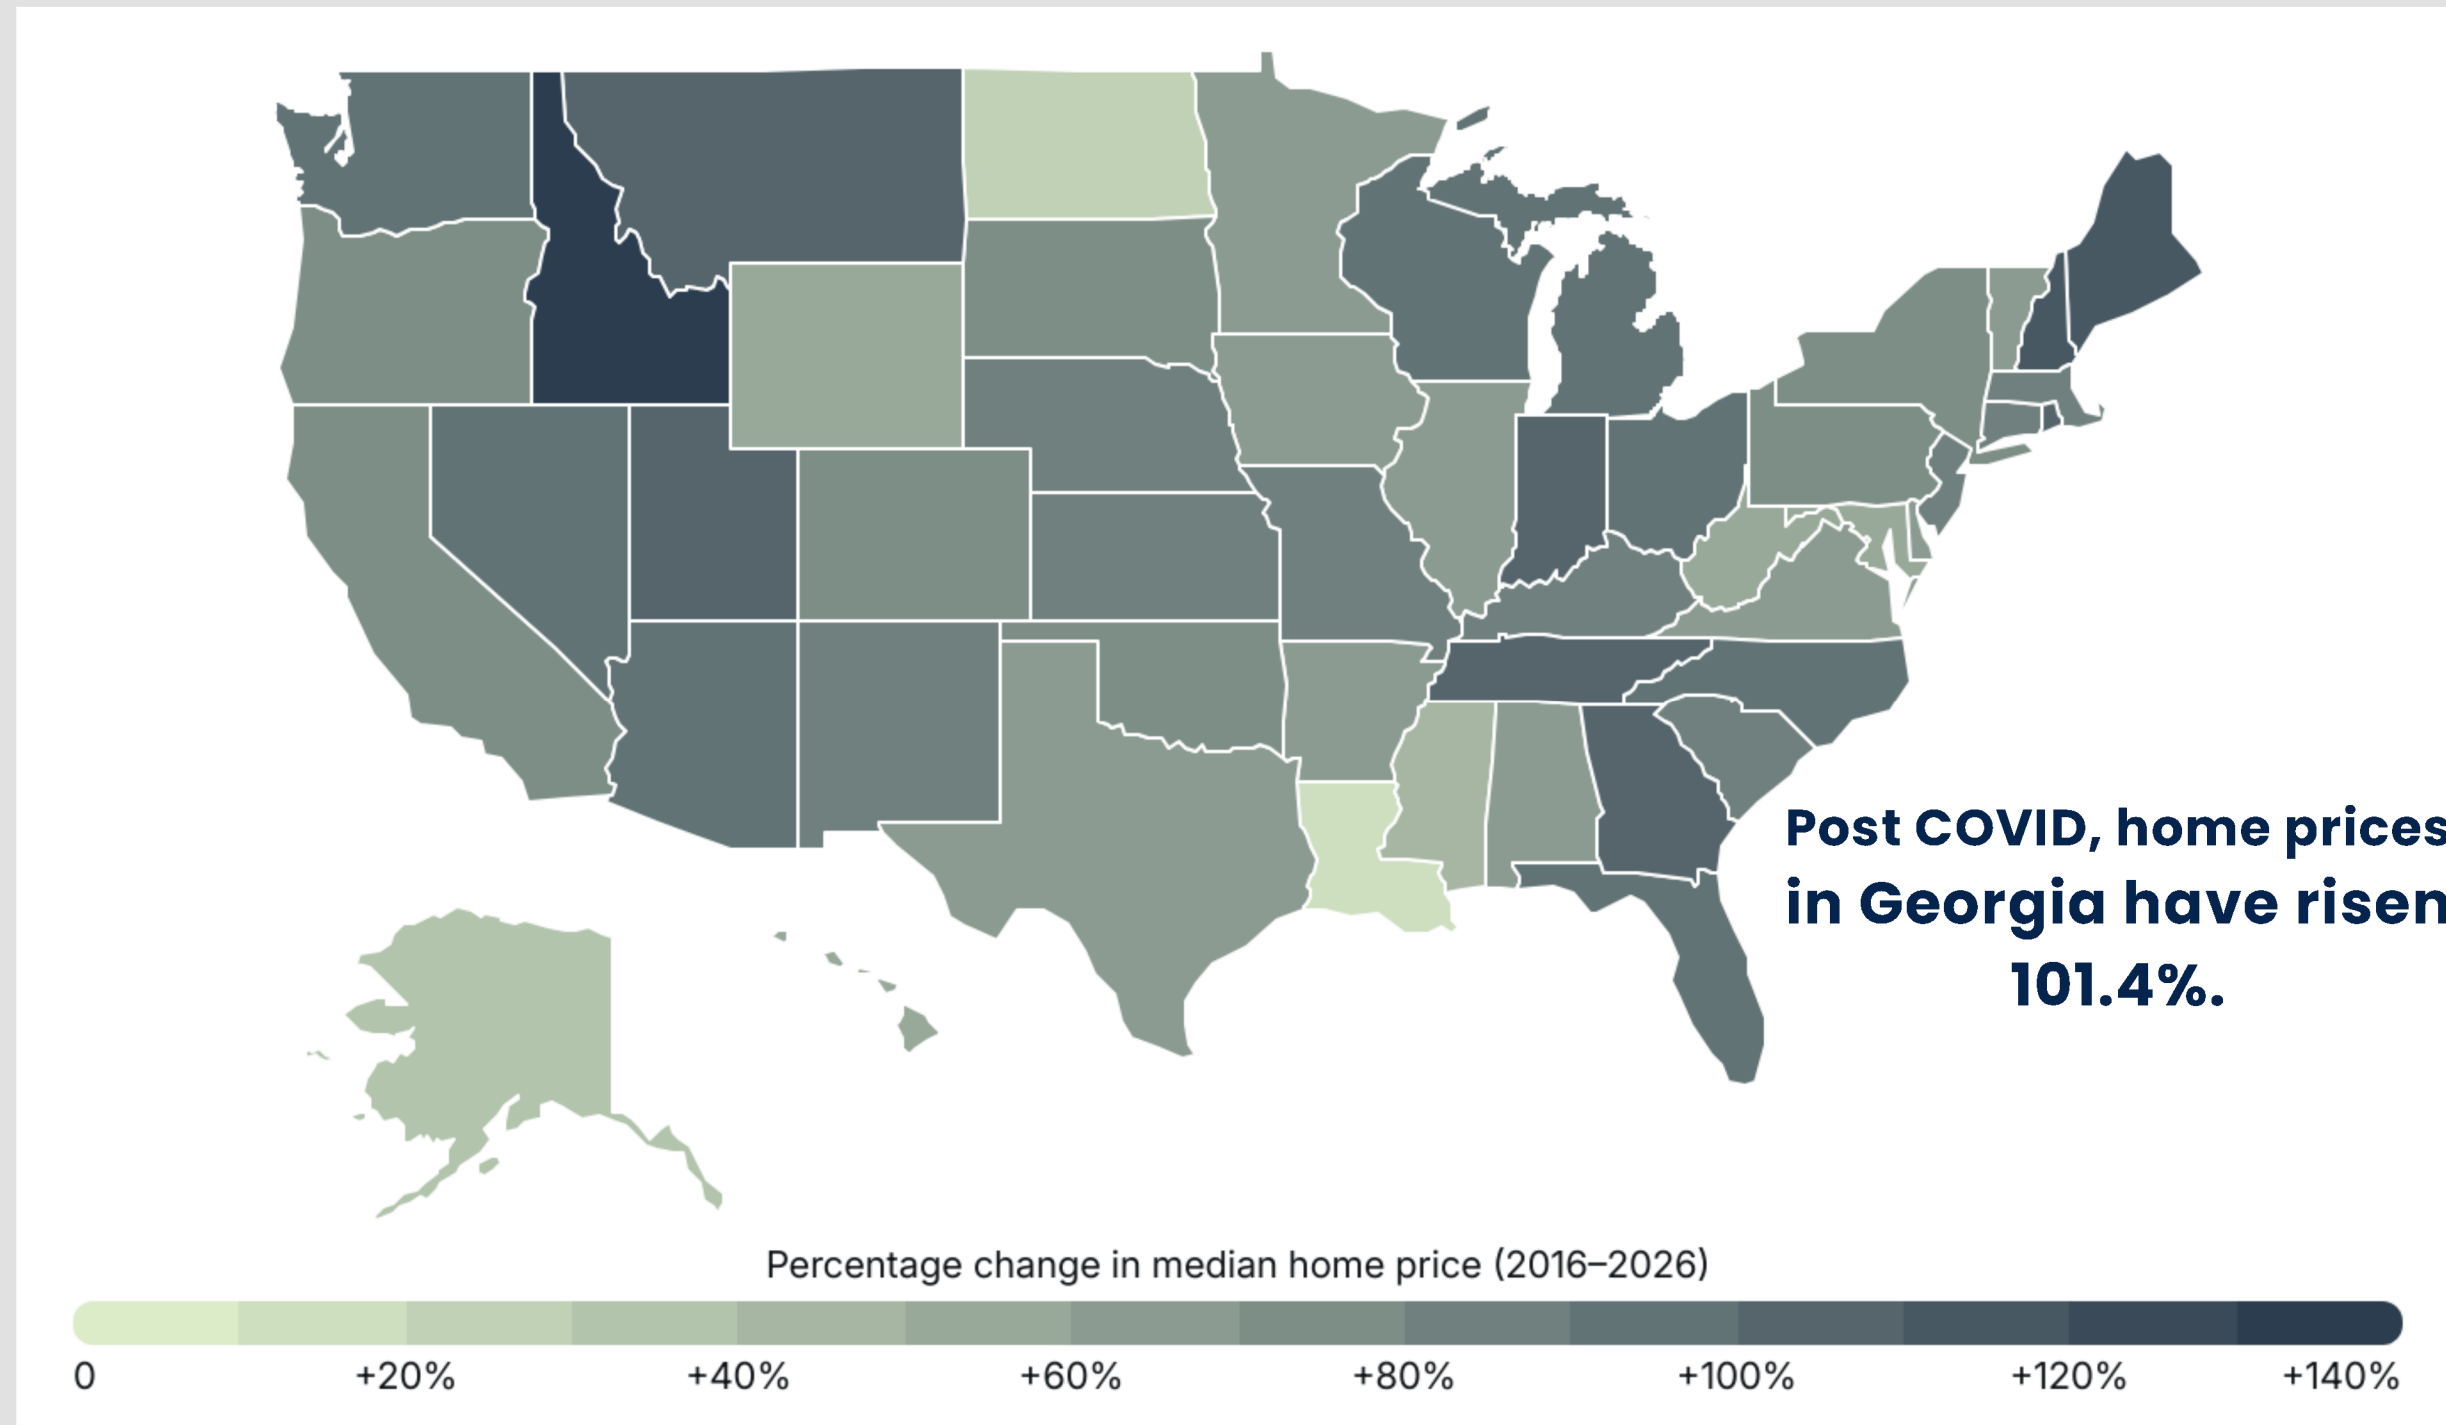 Post COVID, home prices
in Georgia have risen
101.4%.
Percentage change in median home price (2016–2026)
0 +20% +40% +60% +80% +100% +120% +140%